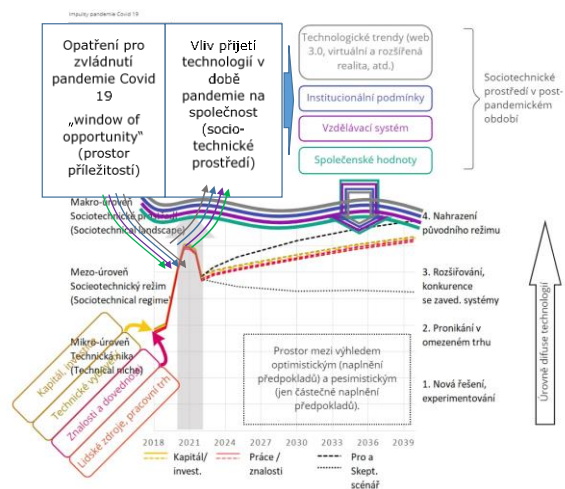 Impulsy pandemie Covid 19
Opatření pro
zvládnutí
pandemie Covid
19
„window of
opportunity“
(prostor
příležitostí)
Vliv přijetí
technologií v
době
pandemie na
společnost
(socio-
technické
prostředí)
Technologické trendy (web
3.0, virtuální a rozšířená
realita, atd.)
Institucionální podmínky
Vzdělávací systém
Společenské hodnoty
Sociotechnické
prostředí v post-
pandemickém
období
Makro-úroveň
Sociotechnické prostředí
(Sociotechnical landscape)
Mezo-úroveň
Socieotechnický režim
(Sociotechnical regime)
Mikro-úroveň
Technická nika
(Technical niche)
4. Nahrazení
původního režimu
3. Rozšiřování,
konkurence
se zaved. systémy
2. Pronikání v
omezeném trhu
1. Nová řešení,
experimentování
Úrovně difuse technologií
Kapitál, investice
Technické vybavení
Znalosti a dovednosti
Lidské zdroje, pracovní trh
Prostor mezi výhledem
optimistickým (naplnění
předpokladů) a pesimistickým
(jen částečné naplnění
předpokladů).
2018 2021 2024 2027 2030 2033 2036 2039
Kapitál/
invest.
Práce /
znalosti
Pro a
Skept.
scénář